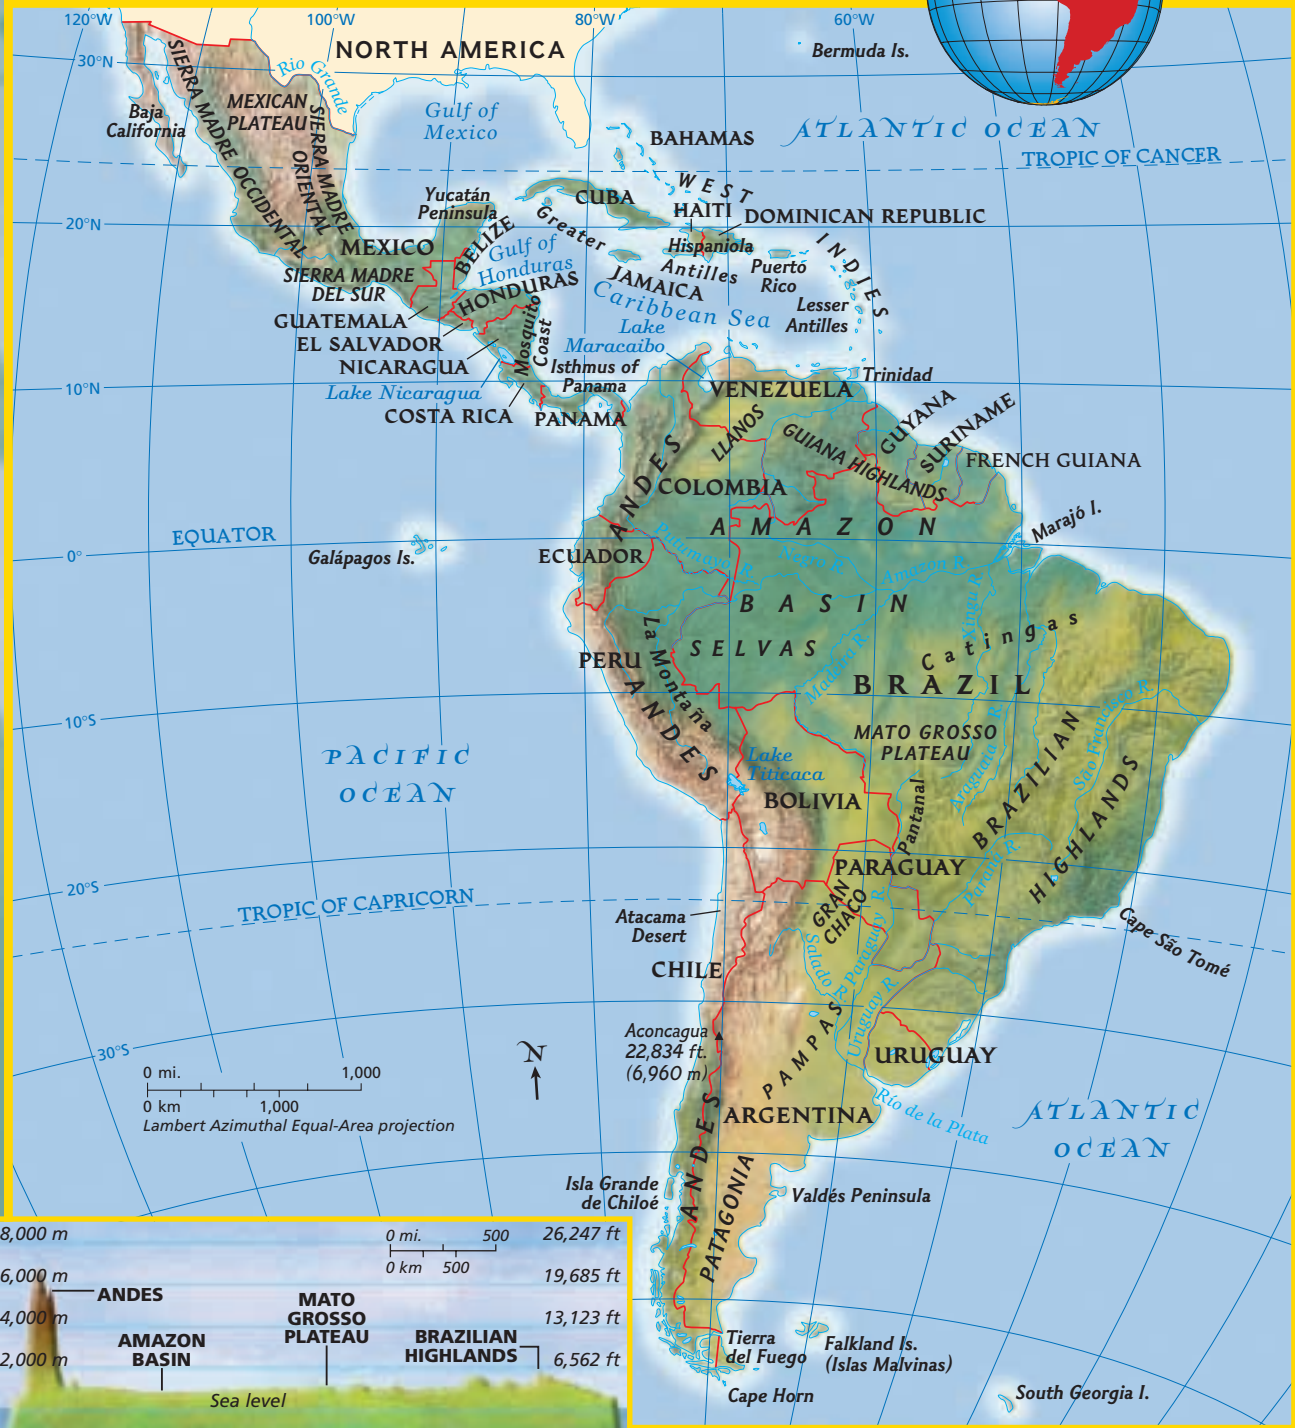 120°W
100°W
80°W
60°W
NORTH AMERICA
Bermuda Is.
30°N
Rio Grande
SIERRA MADRE OCCIDENTAL
MEXICAN
PLATEAU
SIERRA MADRE
ORIENTAL
Baja
California
Gulf of
Mexico
BAHAMAS
ATLANTIC OCEAN
TROPIC OF CANCER
WEST INDIES
Yucatán
Peninsula
CUBA
HAITI
DOMINICAN REPUBLIC
20°N
MEXICO
BELIZE
Greater
Antilles
Hispaniola
Gulf of
Honduras
Puerto
Rico
JAMAICA
SIERRA MADRE
DEL SUR
HONDURAS
Caribbean Sea
Lesser
Antilles
GUATEMALA
EL SALVADOR
NICARAGUA
Mosquito
Coast
Lake
Maracaibo
Isthmus of
Panama
Trinidad
10°N
Lake Nicaragua
COSTA RICA
PANAMA
VENEZUELA
LLANOS
GUIANA HIGHLANDS
GUYANA
SURINAME
FRENCH GUIANA
ANDES
COLOMBIA
AMAZON
BASIN
Marajó I.
EQUATOR
0°
Galápagos Is.
ECUADOR
Putumayo R.
Negro R.
Amazon R.
Xingu R.
SELVAS
La Montaña
Madeira R.
Catingas
PERU
ANDES
BRAZIL
10°S
MATO GROSSO
PLATEAU
Araguaia R.
São Francisco R.
BRAZILIAN
HIGHLANDS
PACIFIC
OCEAN
Lake
Titicaca
BOLIVIA
Pantanal
PARAGUAY
Paraná R.
20°S
TROPIC OF CAPRICORN
Atacama
Desert
GRAN
CHACO
Cape São Tomé
CHILE
Salado R.
Paraguay R.
Uruguay R.
30°S
Aconcagua
22,834 ft.
(6,960 m)
PAMPAS
URUGUAY
N
0 mi.
1,000
0 km
1,000
Lambert Azimuthal Equal-Area projection
ARGENTINA
Río de la Plata
ATLANTIC
OCEAN
ANDES
Isla Grande
de Chiloé
PATAGONIA
Valdés Peninsula
Tierra
del Fuego
Falkland Is.
(Islas Malvinas)
Cape Horn
South Georgia I.
8,000 m
0 mi.
500
26,247 ft
0 km
500
6,000 m
19,685 ft
ANDES
4,000 m
MATO
GROSSO
PLATEAU
13,123 ft
AMAZON
BASIN
BRAZILIAN
HIGHLANDS
2,000 m
6,562 ft
Sea level